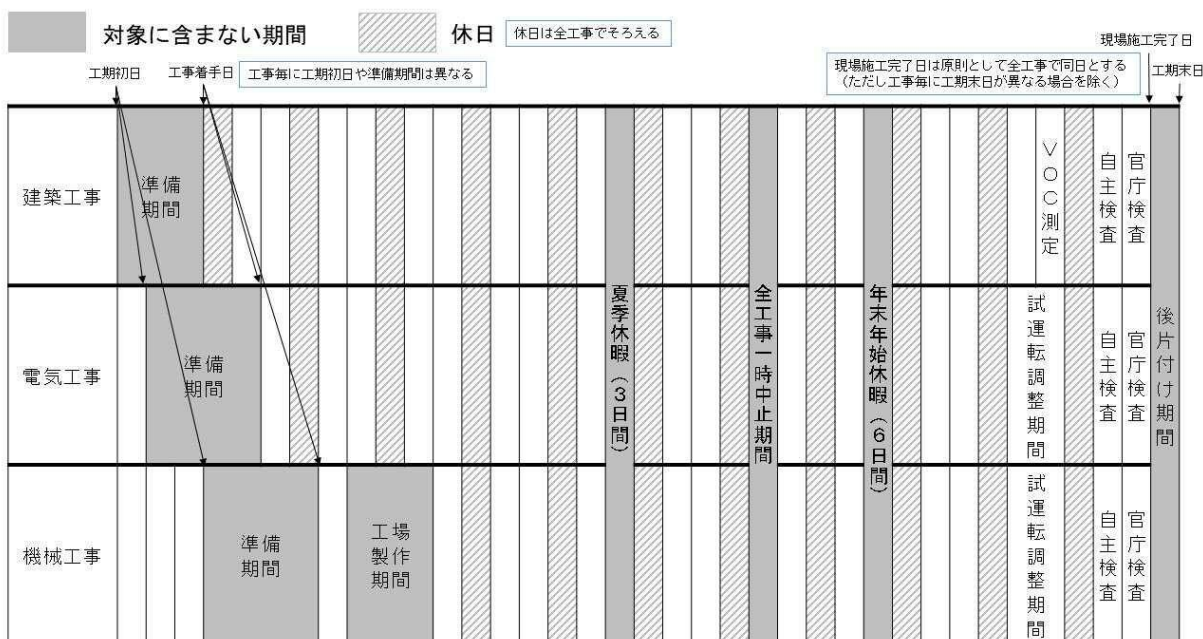 対象に含まない期間
休日
休日は全工事でそろえる
現場施工完了日
工期初日
工事着手日
工事毎に工期初日や準備期間は異なる
現場施工完了日は原則として全工事で同日とする
（ただし工事毎に工期末日が異なる場合を除く）
工期末日
建築工事
準備
期間
VOC測定
自主検査
官庁検査
電気工事
準備
期間
夏季休暇（3日間）
全工事一時中止期間
年末年始休暇（6日間）
試運転調整期間
自主検査
官庁検査
後片付け期間
機械工事
準備
期間
工場
製作
期間
試運転調整期間
自主検査
官庁検査